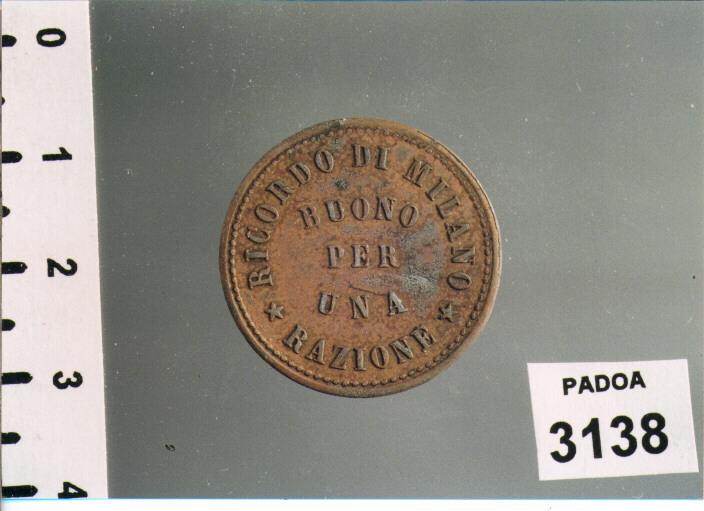 RICORDO DI MILANO
BUONO
PER
UNA
★ RAZIONE ★
0
1
2
3
4
PADOA
3138